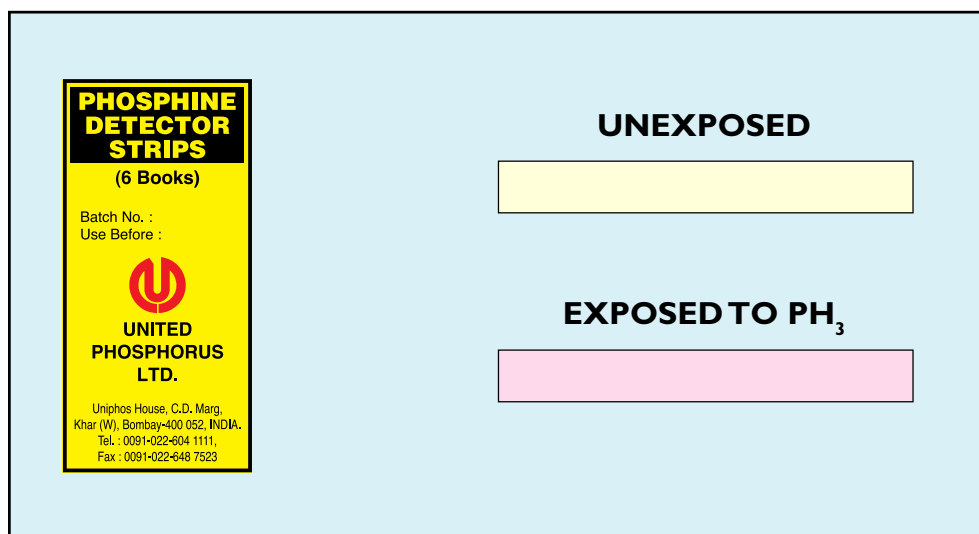 PHOSPHINE
DETECTOR
STRIPS
(6 Books)
Batch No. :
Use Before :
U
UNITED
PHOSPHORUS
LTD.
Uniphos House, C.D. Marg,
Khar (W), Bombay-400 052, INDIA.
Tel. : 0091-022-604 1111,
Fax : 0091-022-648 7523
UNEXPOSED
EXPOSED TO PH₃